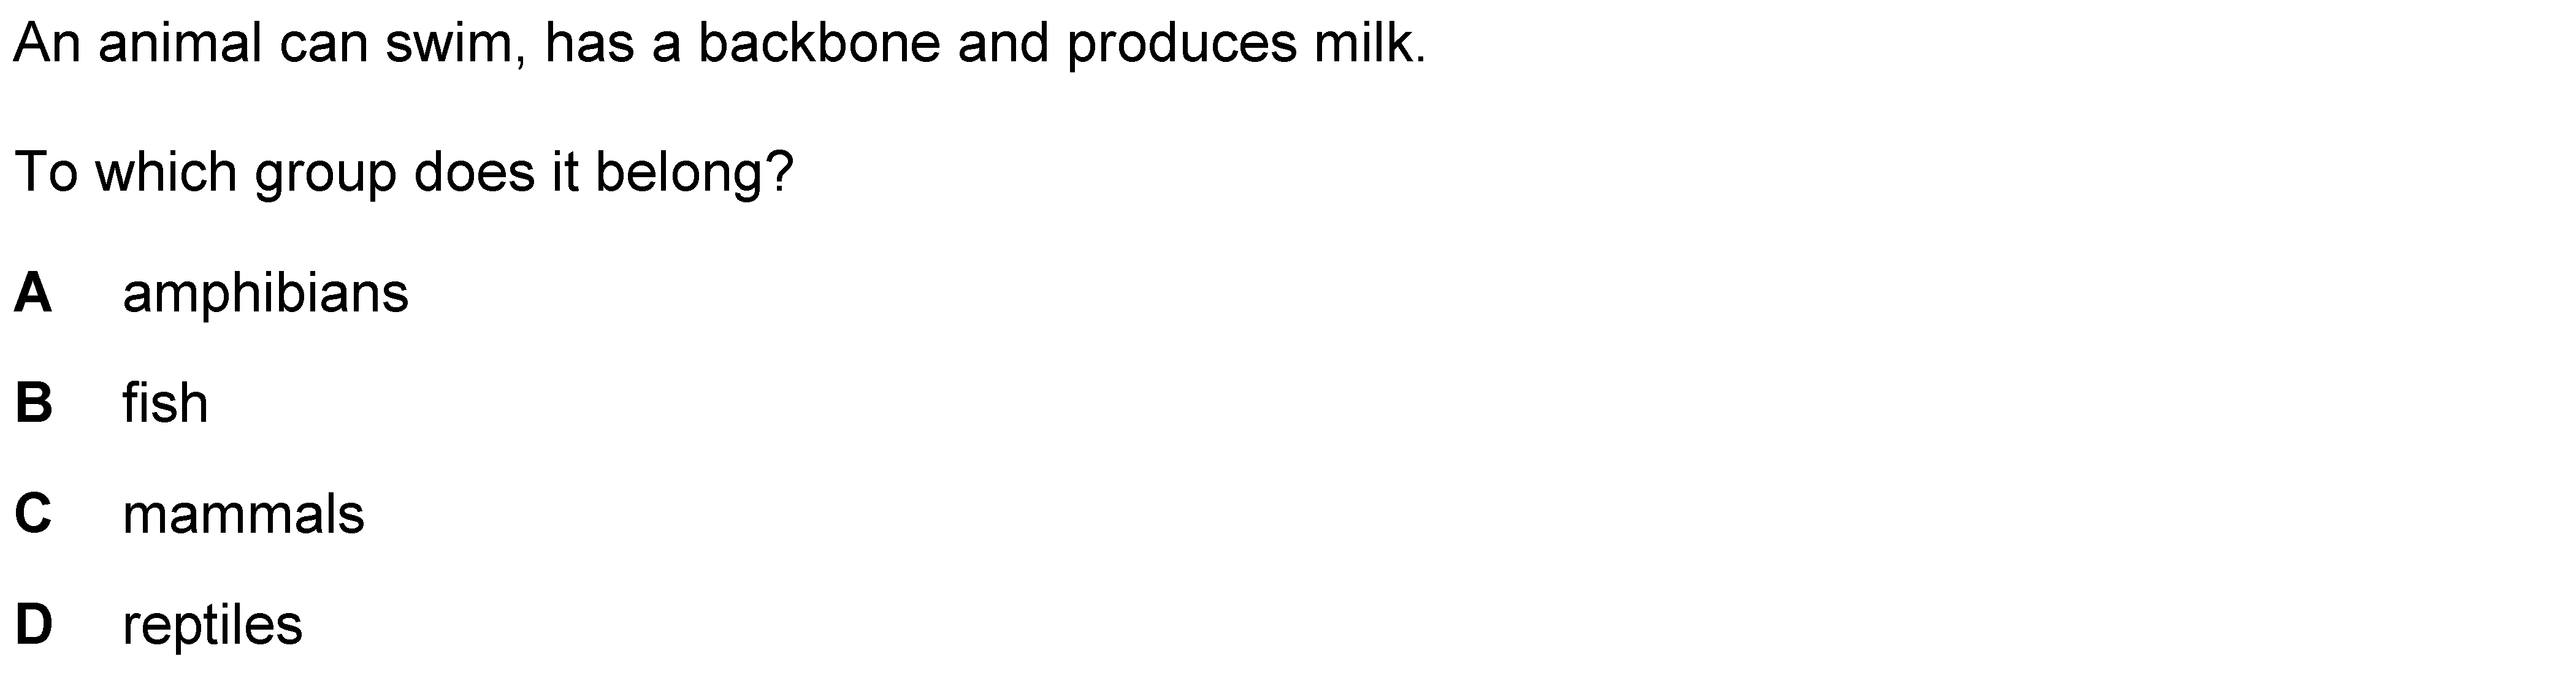 An animal can swim, has a backbone and produces milk.
To which group does it belong?
A amphibians
B fish
C mammals
D reptiles